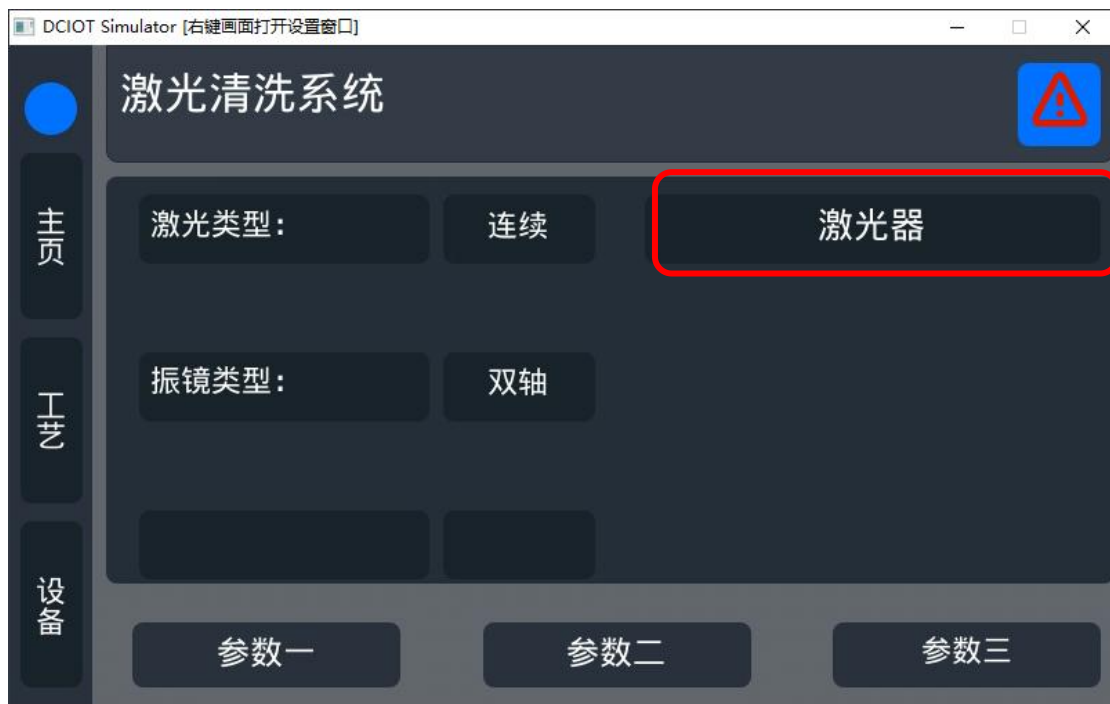 DCIOT Simulator [右键画面打开设置窗口]
激光清洗系统
主页
激光类型: 连续 激光器
工艺
振镜类型: 双轴
设备
参数一 参数二 参数三